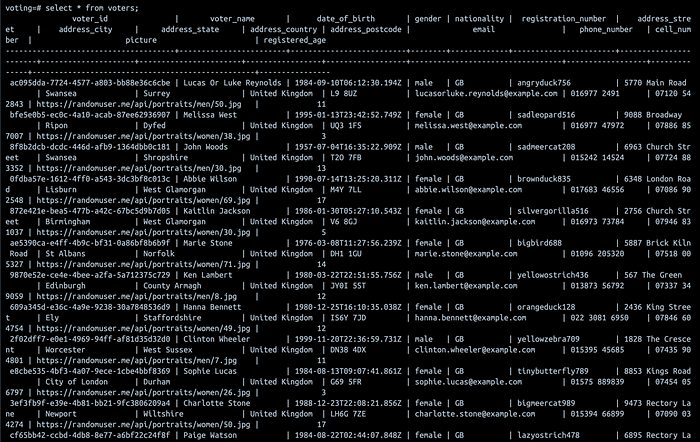 voting=# select * from voters;
voter_id | voter_name | date_of_birth | gender | nationality | registration_number | address_stre
et | address_city | address_state | address_country | address_postcode | email | phone_number | cell_num
ber | picture | registered_age
ac095dda-7724-4577-a803-bb88e36c6cbe | Lucas Or Luke Reynolds | 1984-09-10T06:12:30.194Z | male | GB | angryduck756 | 5770 Main Road
| Swansea | Surrey | United Kingdom | L9 8UZ | lucasorluke.reynolds@example.com | 016977 2491 | 07120 54
2843 | https://randomuser.me/api/portraits/men/50.jpg | 11
bfe5e0b5-ec0c-4a10-acab-87ee62936907 | Melissa West | 1995-01-13T23:42:52.749Z | female | GB | sadleopard516 | 9088 Broadway
| Ripon | Dyfed | United Kingdom | UQ3 1FS | melissa.west@example.com | 016977 47972 | 07886 85
7007 | https://randomuser.me/api/portraits/women/38.jpg | 3
8f8b2dcb-dcdc-446d-afb9-1364dbb0c181 | John Woods | 1957-07-04T16:35:22.909Z | male | GB | sadmeercat208 | 6963 Church Str
eet | Swansea | Shropshire | United Kingdom | T2O 7FB | john.woods@example.com | 015242 14524 | 07724 88
3352 | https://randomuser.me/api/portraits/men/30.jpg | 13
0fdba57e-1612-4ff0-a543-3dc3bf8c013c | Abbie Wilson | 1990-07-14T13:25:20.311Z | female | GB | brownduck835 | 6348 London Roa
d | Lisburn | West Glamorgan | United Kingdom | M4Y 7LL | abbie.wilson@example.com | 017683 46556 | 07086 90
2548 | https://randomuser.me/api/portraits/women/69.jpg | 17
872e421e-bea5-477b-a42c-67bc5d9b7d05 | Kaitlin Jackson | 1986-01-30T05:27:10.543Z | female | GB | silvergorilla516 | 2756 Church Str
eet | Birmingham | West Glamorgan | United Kingdom | V6 8GJ | kaitlin.jackson@example.com | 016973 73784 | 07946 83
1037 | https://randomuser.me/api/portraits/women/30.jpg | 5
ae5390ca-e4ff-4b9c-bf31-0a86bf8b6b9f | Marie Stone | 1976-03-08T11:27:56.239Z | female | GB | bigbird688 | 5887 Brick Kiln
Road | St Albans | Norfolk | United Kingdom | DH1 1GU | marie.stone@example.com | 01096 205320 | 07518 00
5327 | https://randomuser.me/api/portraits/women/71.jpg | 14
9870e52e-ce4e-4bee-a2fa-5a712375c729 | Ken Lambert | 1980-03-22T22:51:55.756Z | male | GB | yellowostrich436 | 567 The Green
| Edinburgh | County Armagh | United Kingdom | JY0I 5ST | ken.lambert@example.com | 013873 56792 | 07337 34
9059 | https://randomuser.me/api/portraits/men/8.jpg | 12
609a345d-e36c-4a9e-9238-30a7848536d9 | Hanna Bennett | 1980-12-25T16:10:35.038Z | female | GB | orangeduck128 | 2436 King Stree
t | Ely | Staffordshire | United Kingdom | IS6Y 7JD | hanna.bennett@example.com | 022 3081 6950 | 07846 60
4754 | https://randomuser.me/api/portraits/women/49.jpg | 12
2f02dff7-e0e1-4969-94ff-af81d35d32d0 | Clinton Wheeler | 1999-11-20T22:36:59.731Z | male | GB | yellowzebra709 | 1828 The Cresce
nt | Worcester | West Sussex | United Kingdom | DN38 4DX | clinton.wheeler@example.com | 015395 45685 | 07435 90
4801 | https://randomuser.me/api/portraits/men/7.jpg | 11
e8cbe535-4bf3-4a07-9ece-1cbe4bbf8369 | Sophie Lucas | 1984-08-13T09:07:41.861Z | female | GB | tinybutterfly789 | 8853 Kings Road
| City of London | Durham | United Kingdom | G69 5FR | sophie.lucas@example.com | 01575 889839 | 07454 05
6797 | https://randomuser.me/api/portraits/women/26.jpg | 3
3ef3fb9f-e39e-4b81-bb21-9fc3806209a4 | Charlotte Stone | 1988-12-23T22:08:21.856Z | female | GB | bigmeercat989 | 9473 Rectory La
ne | Newport | Wiltshire | United Kingdom | LH6G 7ZE | charlotte.stone@example.com | 015394 66899 | 07090 03
4274 | https://randomuser.me/api/portraits/women/50.jpg | 17
cf65bb42-ccbd-4db8-8e77-a6bf22c24f8f | Paige Watson | 1984-08-22T02:44:07.848Z | female | GB | lazyostrich478 | 6895 Rectory La